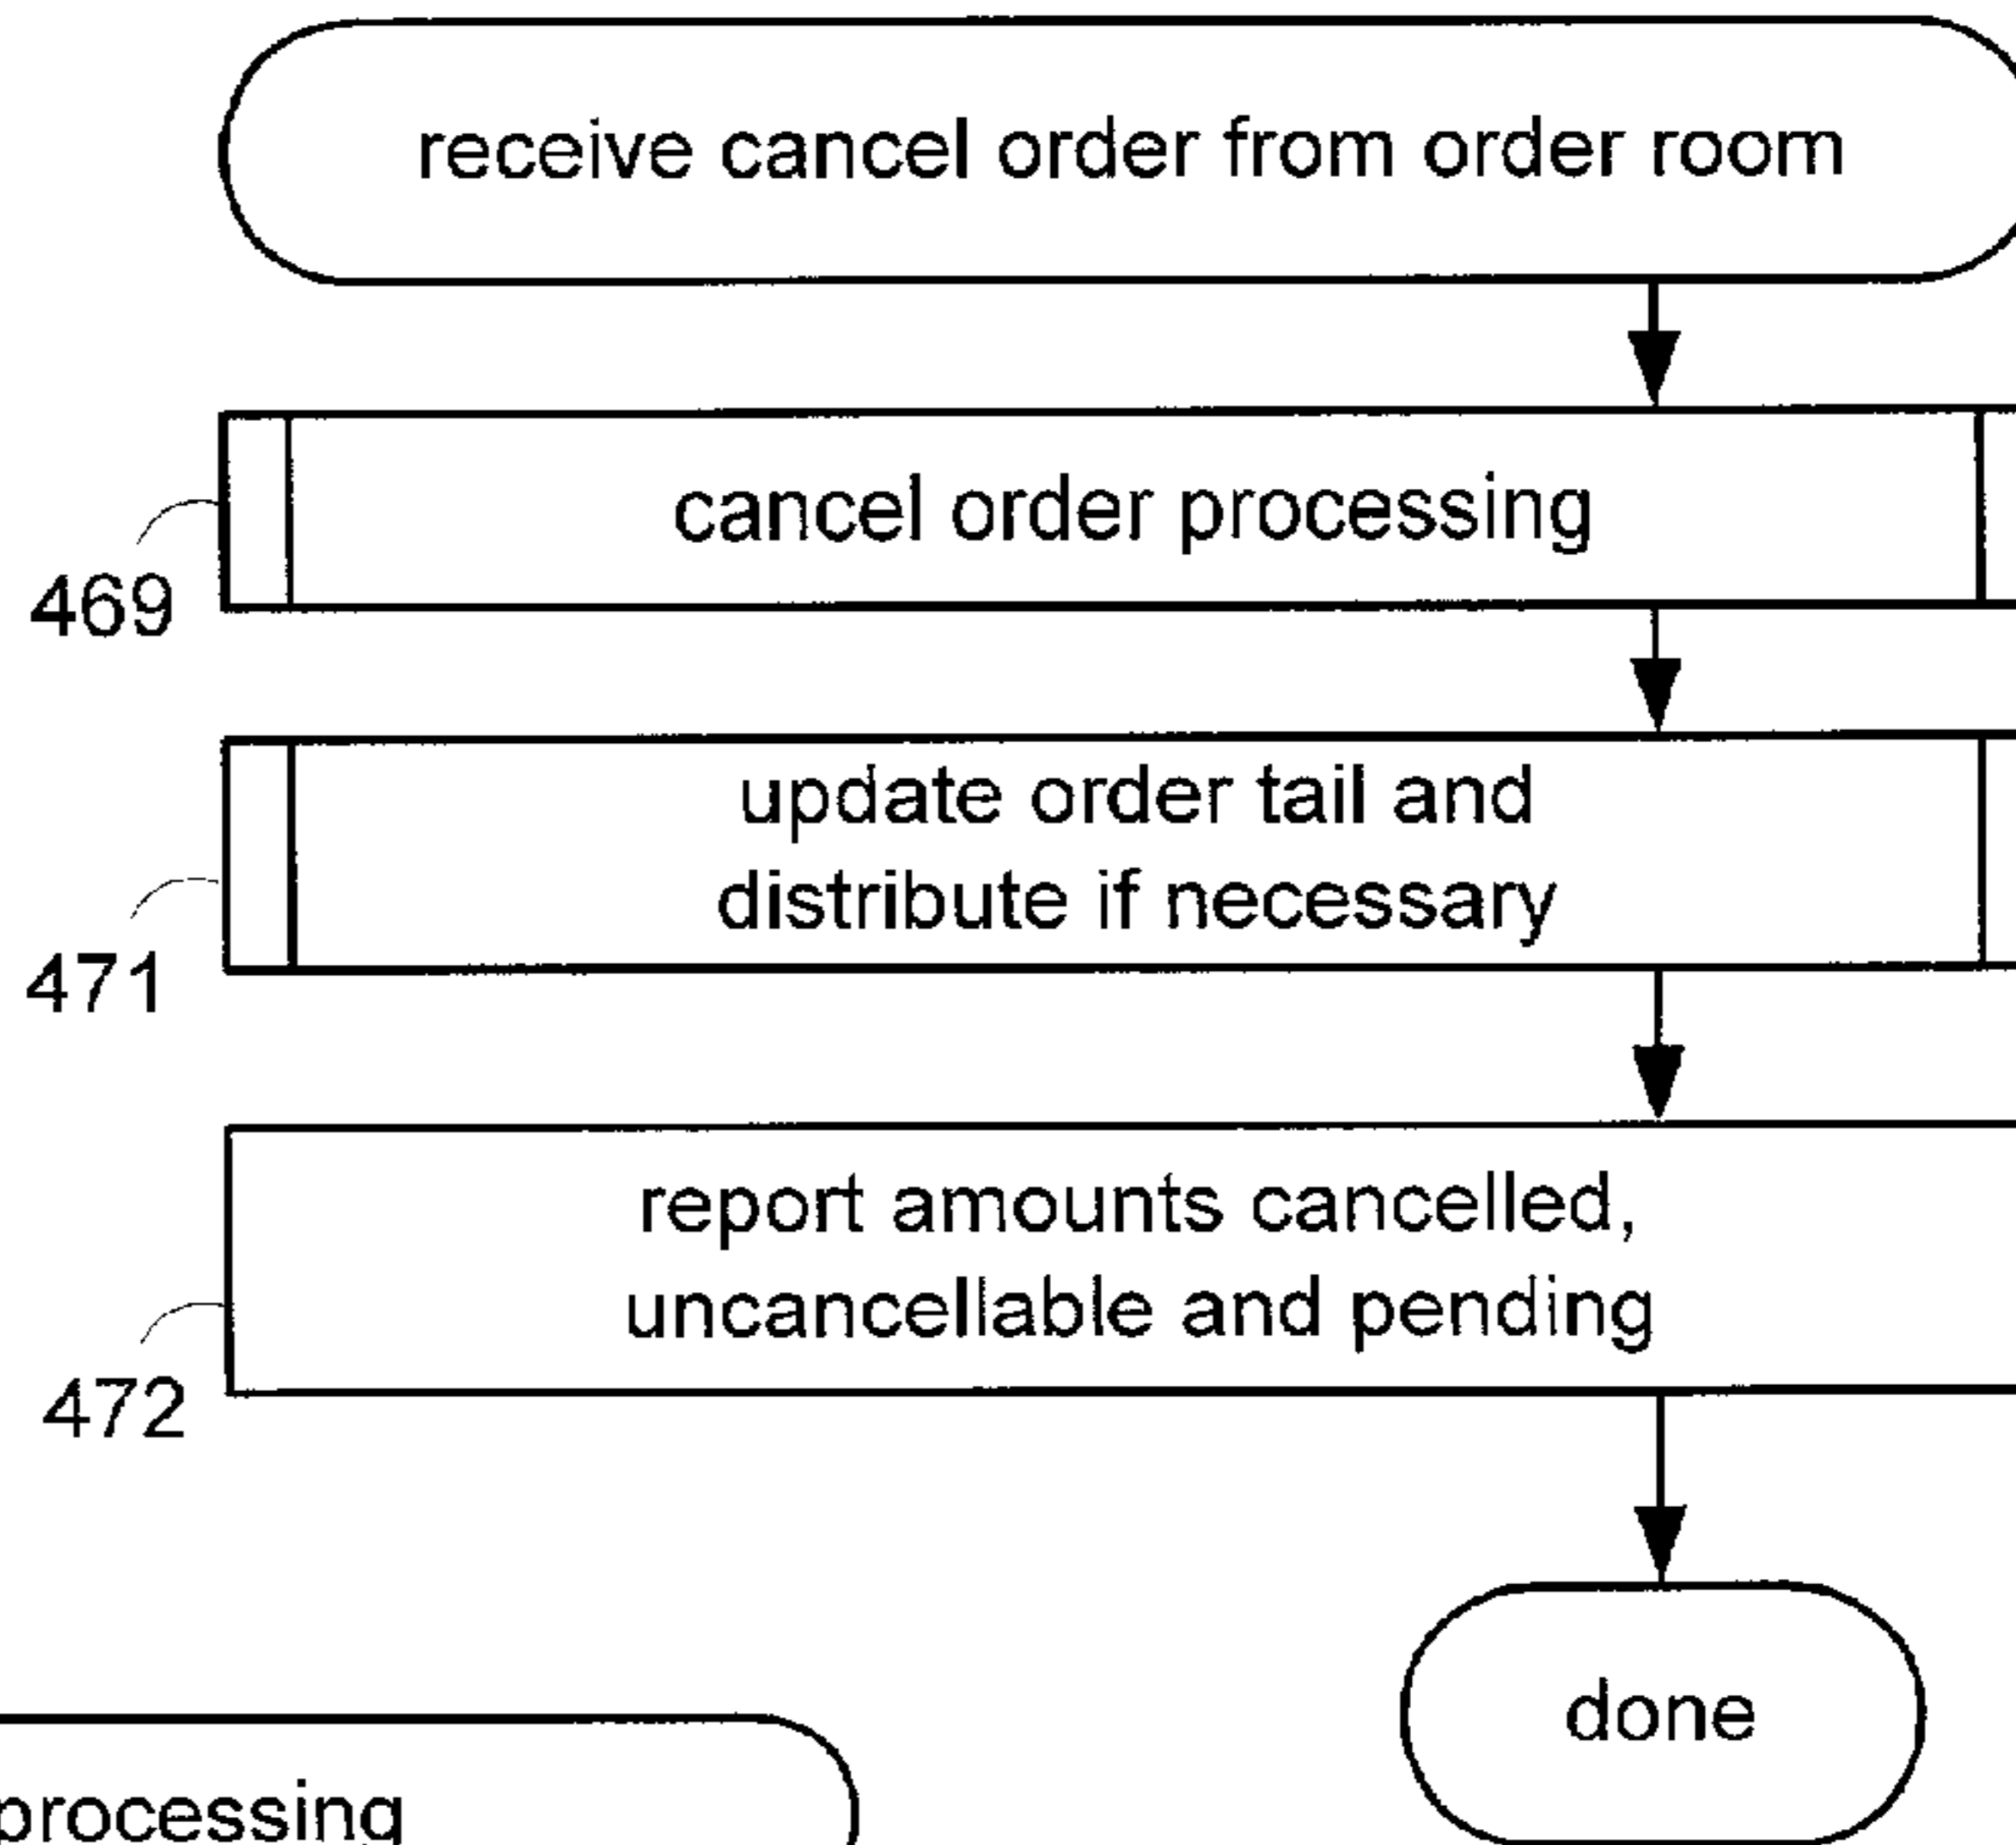 receive cancel order from order room
cancel order processing
469
update order tail and
distribute if necessary
471
report amounts cancelled,
uncancellable and pending
472
done
processing